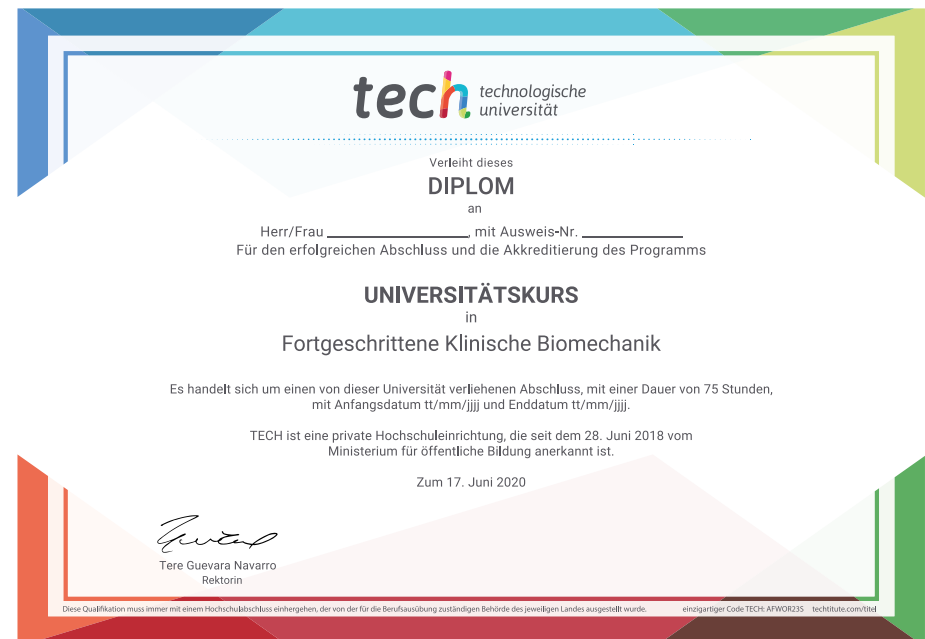 tech technologische
universität
Verleiht dieses
DIPLOM
an
Herr/Frau ____________________, mit Ausweis-Nr. ______________
Für den erfolgreichen Abschluss und die Akkreditierung des Programms
UNIVERSITÄTSKURS
in
Fortgeschrittene Klinische Biomechanik
Es handelt sich um einen von dieser Universität verliehenen Abschluss, mit einer Dauer von 75 Stunden,
mit Anfangsdatum tt/mm/jjjj und Enddatum tt/mm/jjjj.
TECH ist eine private Hochschuleinrichtung, die seit dem 28. Juni 2018 vom
Ministerium für öffentliche Bildung anerkannt ist.
Zum 17. Juni 2020
Tere Guevara Navarro
Rektorin
Diese Qualifikation muss immer mit einem Hochschulabschluss einhergehen, der von der für die Berufsausübung zuständigen Behörde des jeweiligen Landes ausgestellt wurde. einzigartiger Code TECH: AFWOR23S techtitute.com/titel